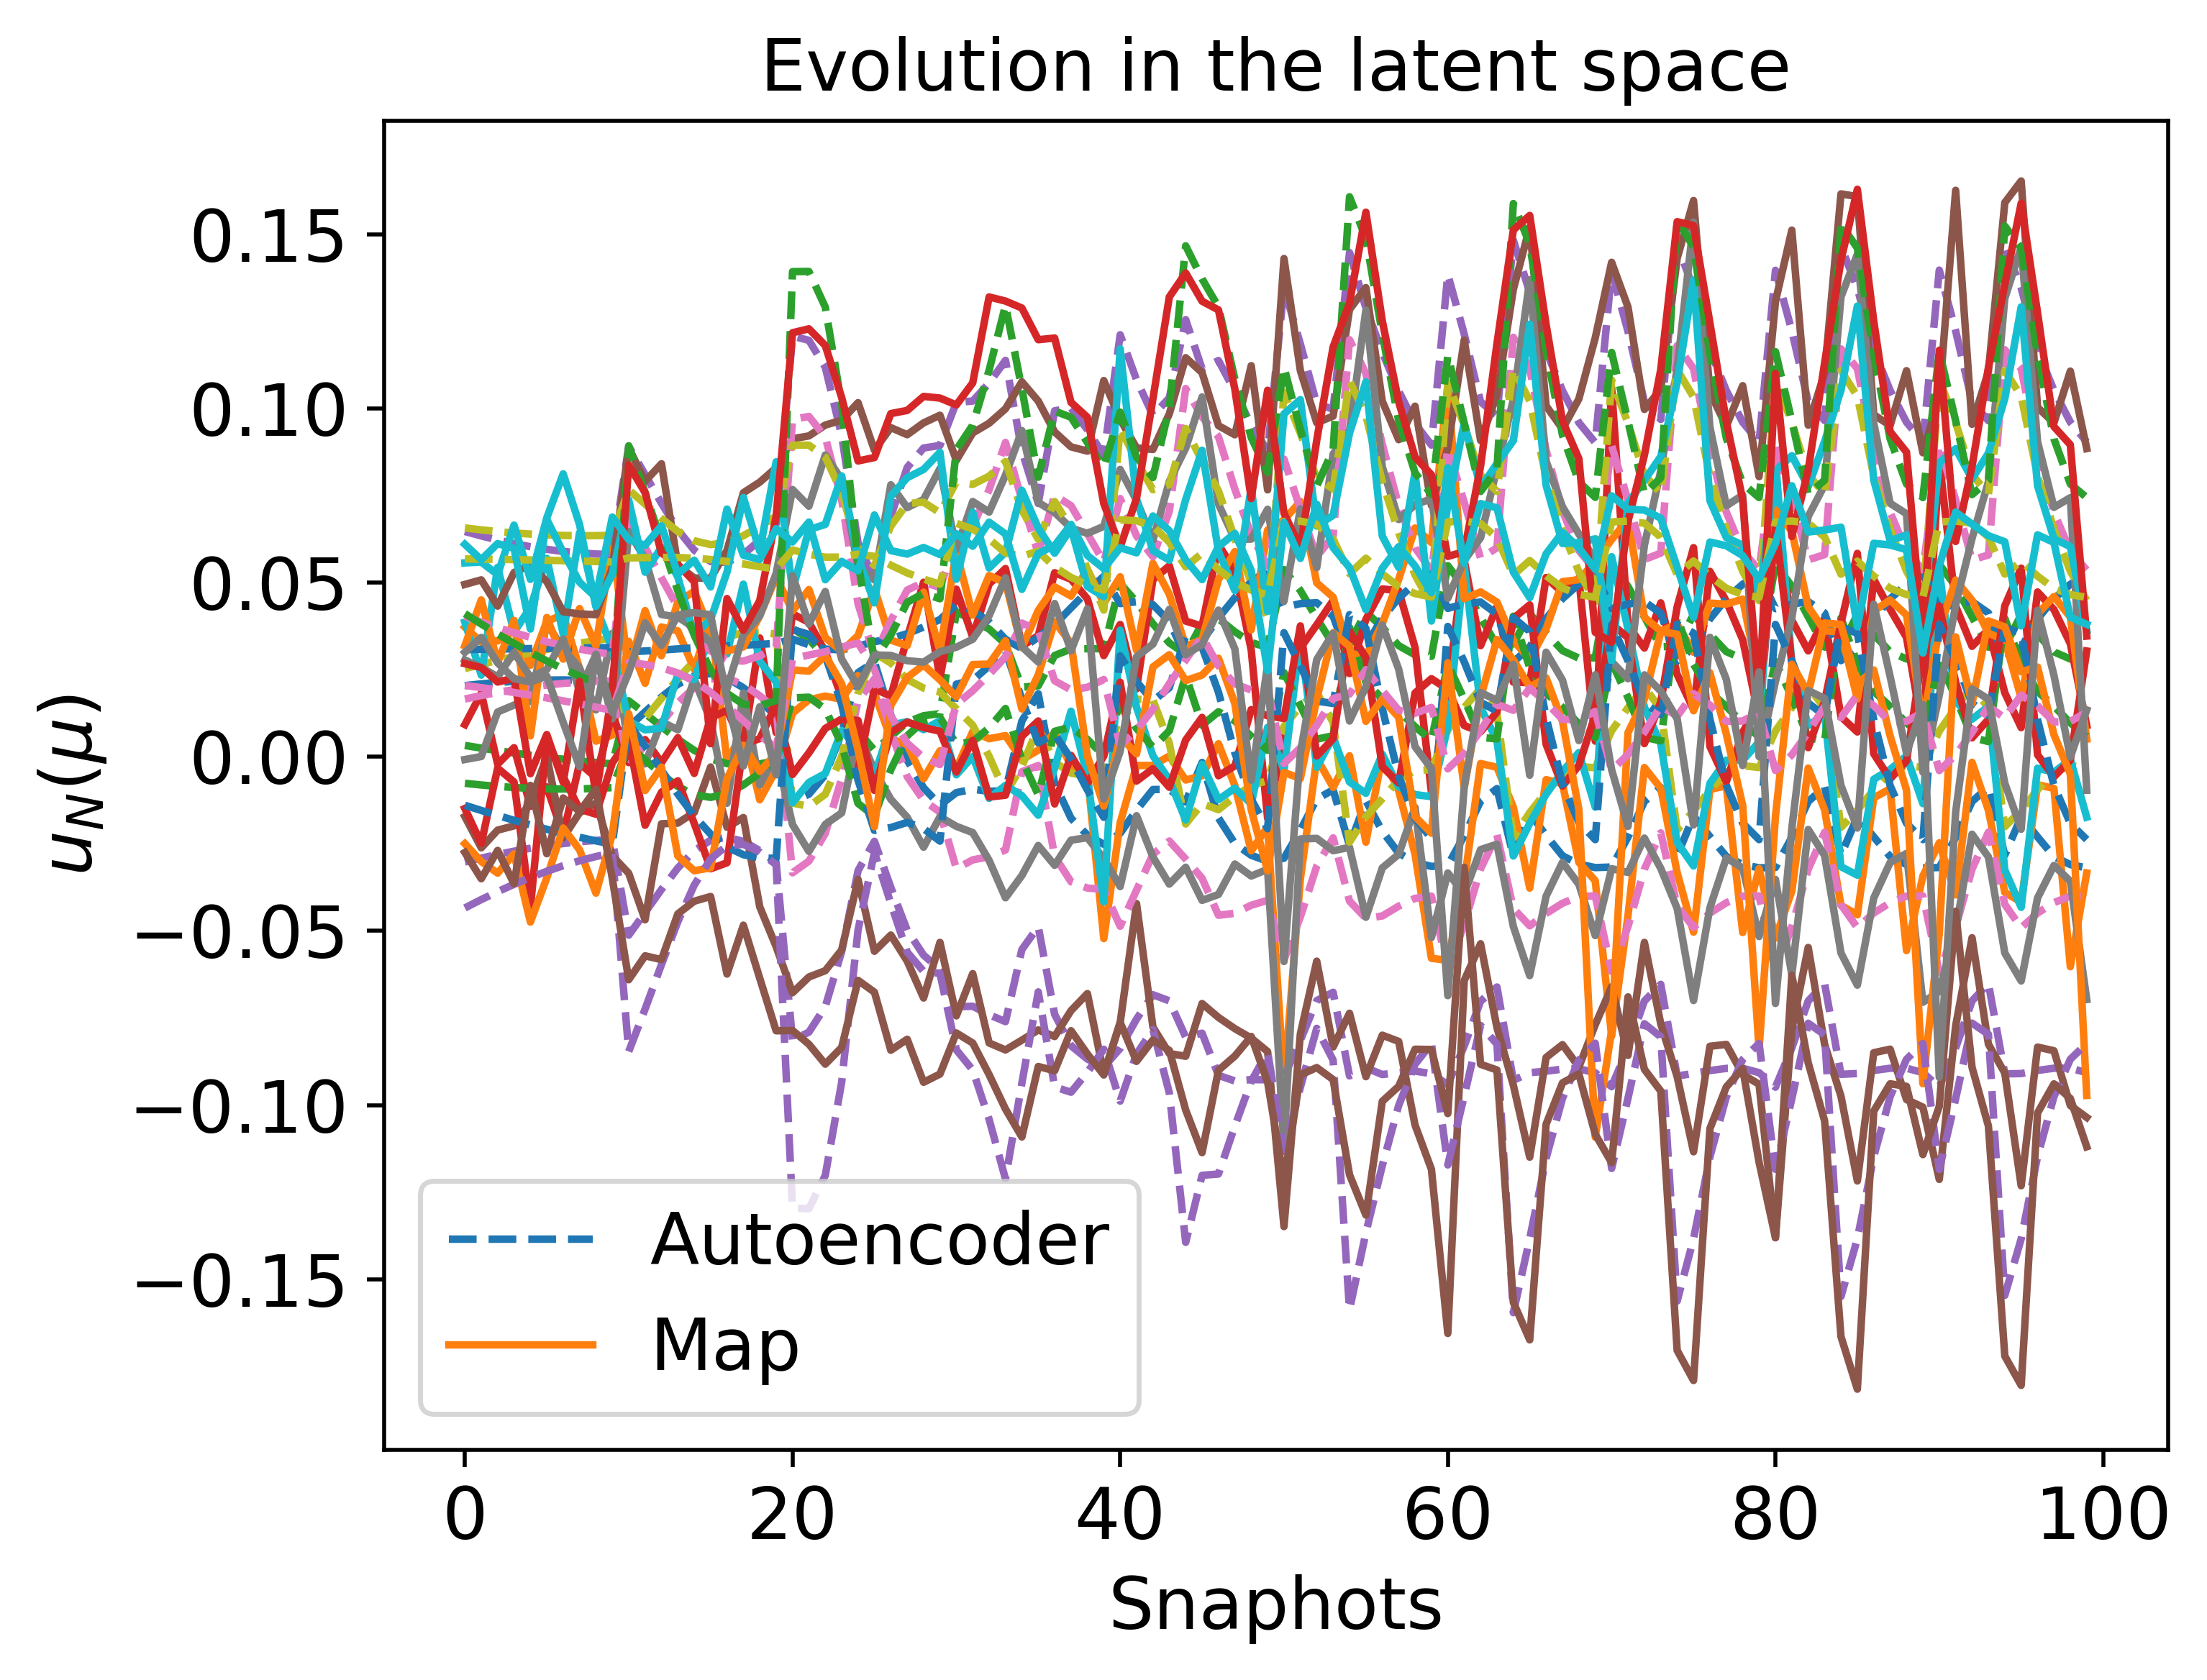 Evolution in the latent space
u_N(μ)
0.15
0.10
0.05
0.00
−0.05
−0.10
−0.15
Autoencoder
Map
0 20 40 60 80 100
Snaphots